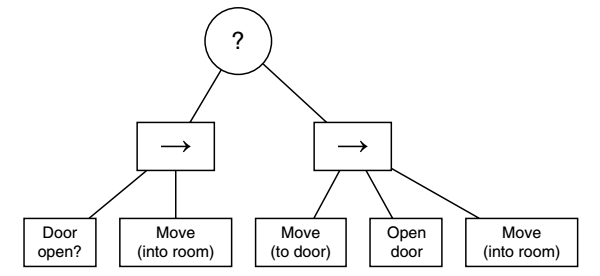 ?
→
→
Door
open?
Move
(into room)
Move
(to door)
Open
door
Move
(into room)